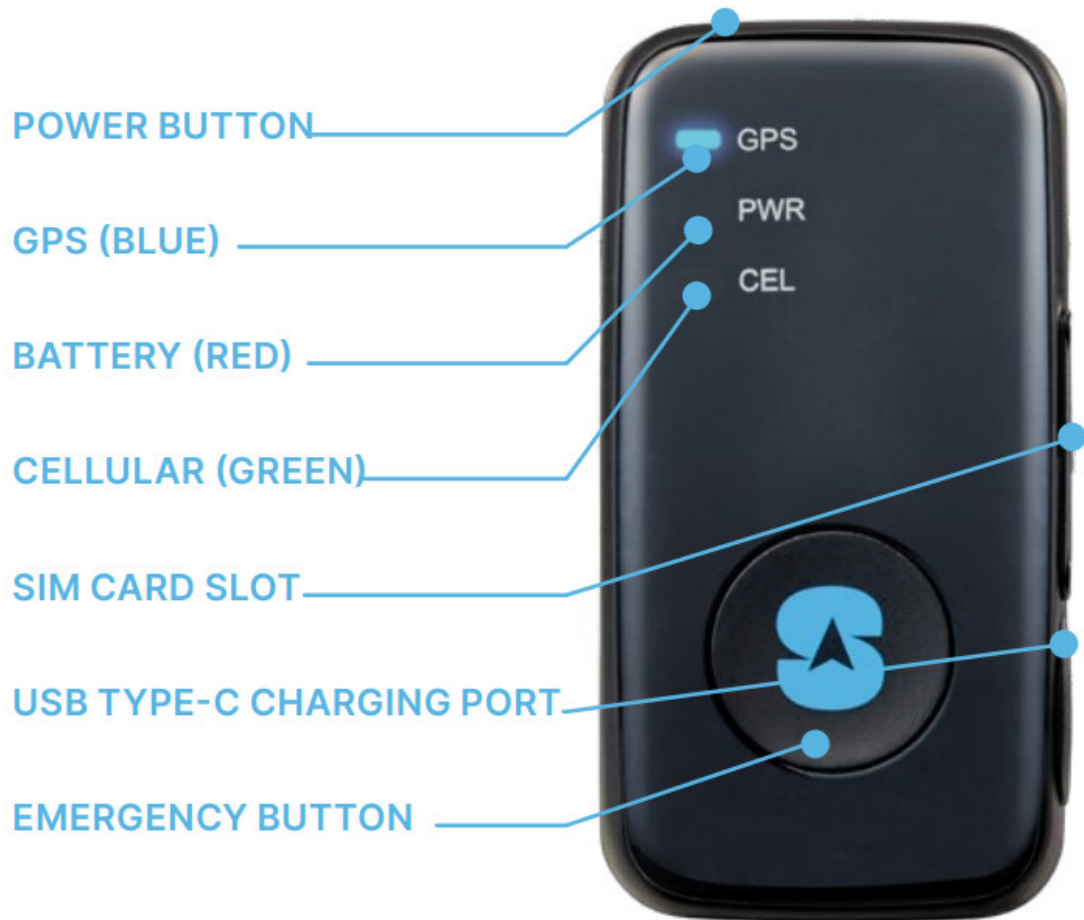 POWER BUTTON
GPS
GPS (BLUE)
PWR
BATTERY (RED)
CEL
CELLULAR (GREEN)
SIM CARD SLOT
S
USB TYPE-C CHARGING PORT
EMERGENCY BUTTON